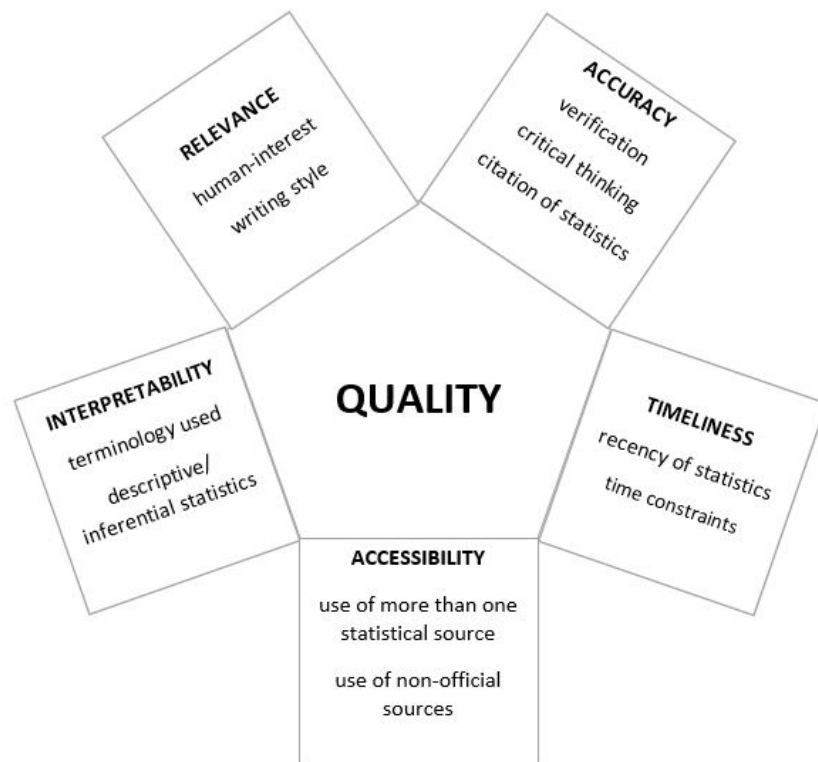 RELEVANCE
human-interest
writing style
ACCURACY
verification
critical thinking
citation of statistics
INTERPRETABILITY
terminology used
descriptive/
inferential statistics
QUALITY
TIMELINESS
recency of statistics
time constraints
ACCESSIBILITY
use of more than one
statistical source
use of non-official
sources